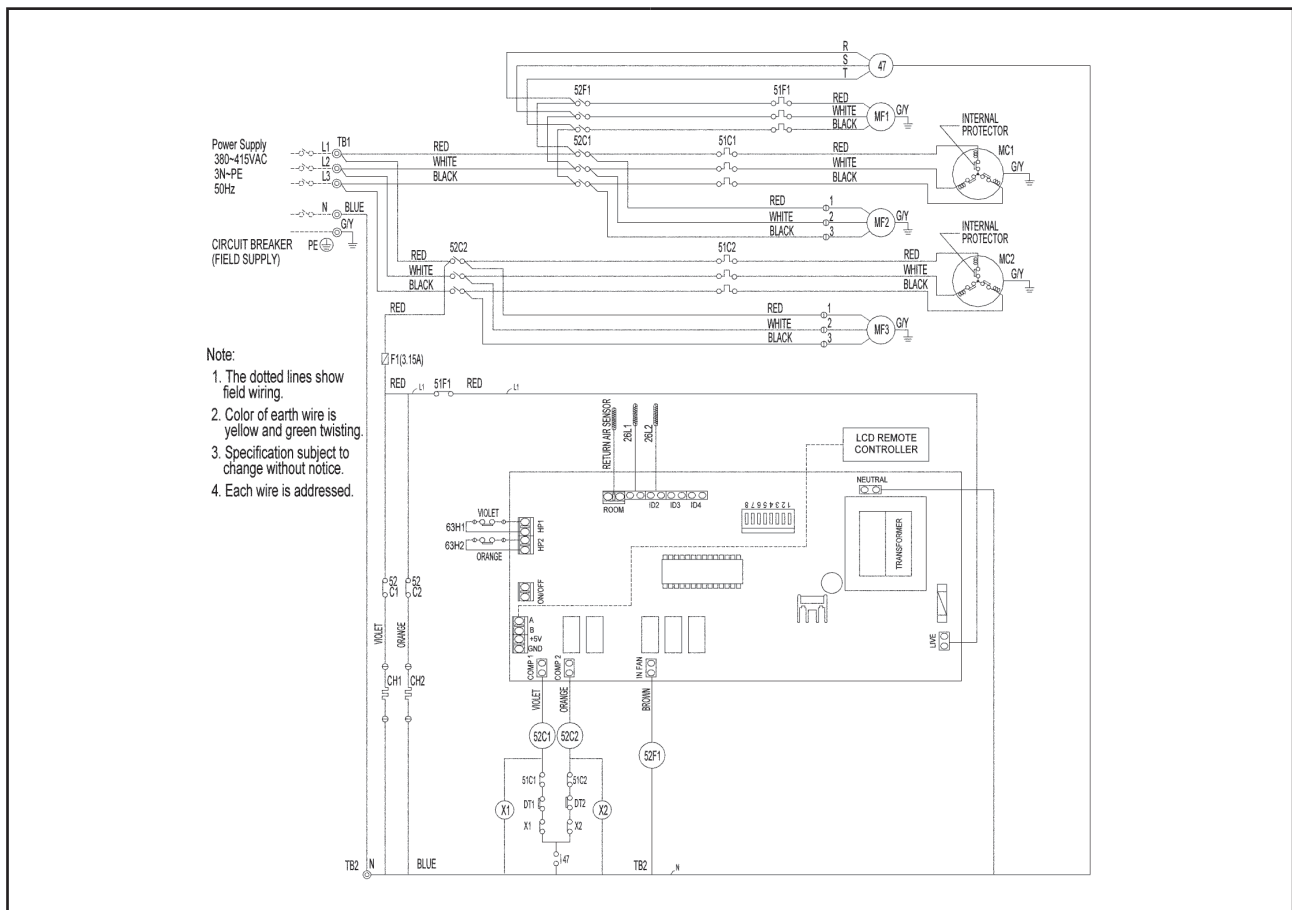 R
S
T
47
52F1
51F1
RED
WHITE
BLACK
MF1
G/Y
INTERNAL
PROTECTOR
MC1
G/Y
Power Supply
380~415VAC
3N~PE
50Hz
L1
L2
L3
TB1
RED
WHITE
BLACK
52C1
51C1
RED
WHITE
BLACK
N
BLUE
G/Y
PE
CIRCUIT BREAKER
(FIELD SUPPLY)
RED
WHITE
BLACK
1
2
3
MF2
G/Y
INTERNAL
PROTECTOR
MC2
G/Y
RED
WHITE
BLACK
52C2
51C2
RED
WHITE
BLACK
RED
RED
WHITE
BLACK
1
2
3
MF3
G/Y
F1(3.15A)
Note:
1. The dotted lines show
field wiring.
2. Color of earth wire is
yellow and green twisting.
3. Specification subject to
change without notice.
4. Each wire is addressed.
RED
L1
51F1
RED
L1
RETURN AIR SENSOR
26L1
26L2
LCD REMOTE
CONTROLLER
NEUTRAL
ROOM
ID2
ID3
ID4
1 2 3 4 5 6 7 8
TRANSFORMER
VIOLET
63H1
HP1
63H2
HP2
ORANGE
ON/OFF
A
B
+5V
GND
LIVE
52
C1
52
C2
VIOLET
ORANGE
CH1
CH2
COMP 1
COMP 2
IN FAN
VIOLET
ORANGE
BROWN
52C1
52C2
52F1
51C1
51C2
DT1
DT2
X1
X1
X2
X2
47
TB2
N
BLUE
TB2
N